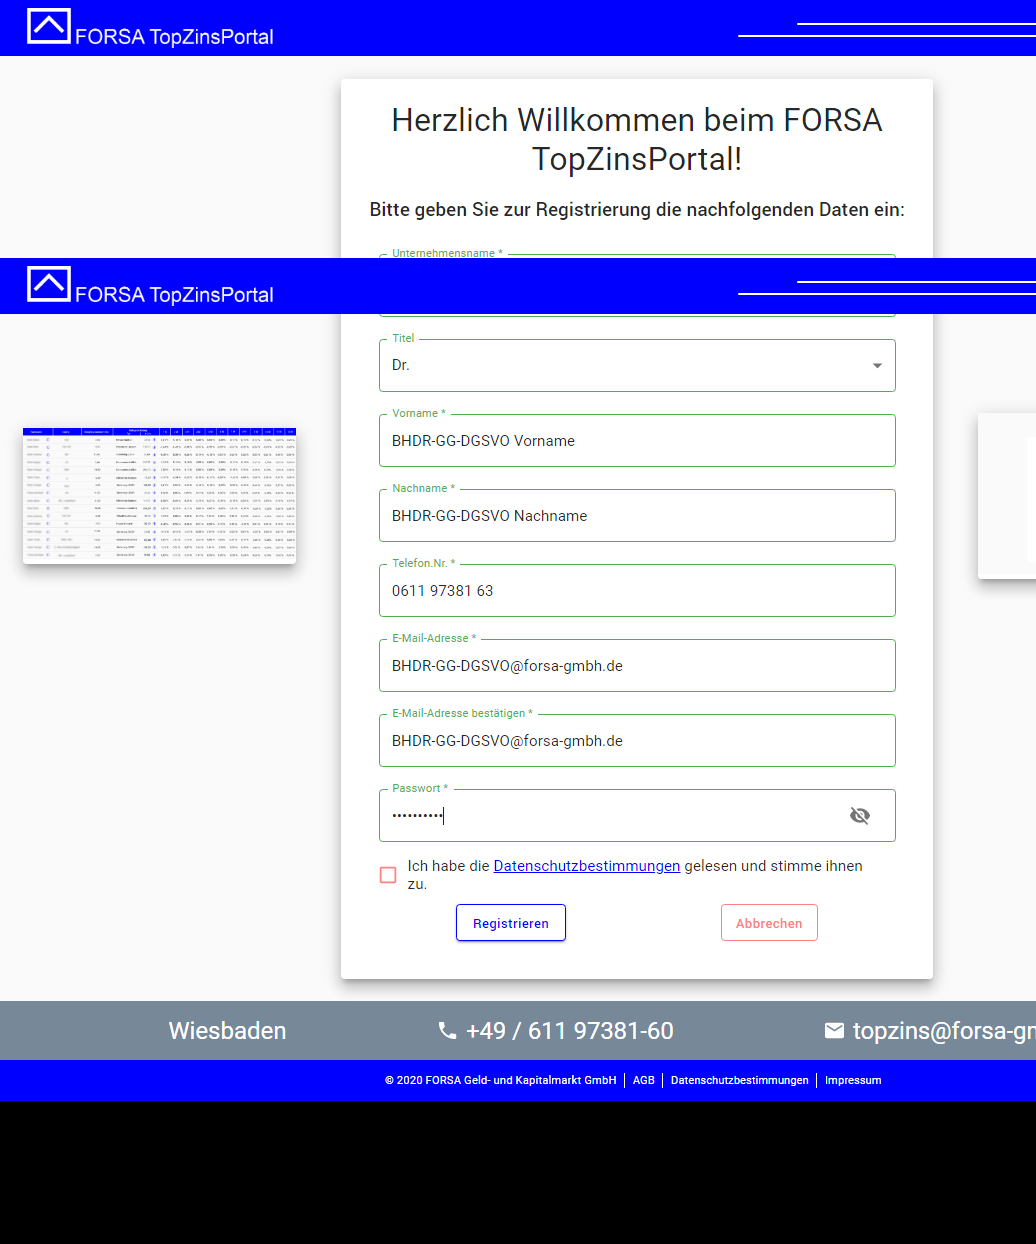 FORSA TopZinsPortal
Herzlich Willkommen beim FORSA
TopZinsPortal!
Bitte geben Sie zur Registrierung die nachfolgenden Daten ein:
Unternehmensname *
FORSA TopZinsPortal
Titel
Dr.
Vorname *
BHDR-GG-DGSVO Vorname
Nachname *
BHDR-GG-DGSVO Nachname
Telefon.Nr. *
0611 97381 63
E-Mail-Adresse *
BHDR-GG-DGSVO@forsa-gmbh.de
E-Mail-Adresse bestätigen *
BHDR-GG-DGSVO@forsa-gmbh.de
Passwort *
••••••••••
Ich habe die Datenschutzbestimmungen gelesen und stimme ihnen
zu.
Registrieren Abbrechen
Wiesbaden +49 / 611 97381-60 topzins@forsa-gm
© 2020 FORSA Geld- und Kapitalmarkt GmbH | AGB | Datenschutzbestimmungen | Impressum